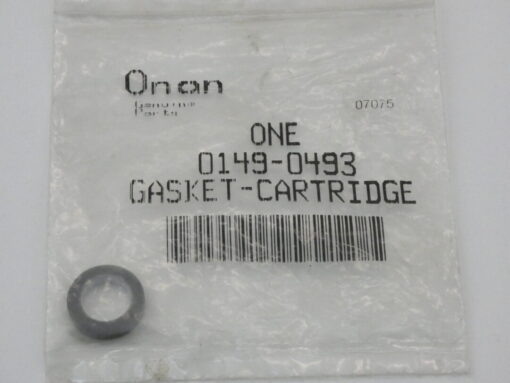 Onan
Genuine
Parts
07075
ONE
0149-0493
GASKET-CARTRIDGE